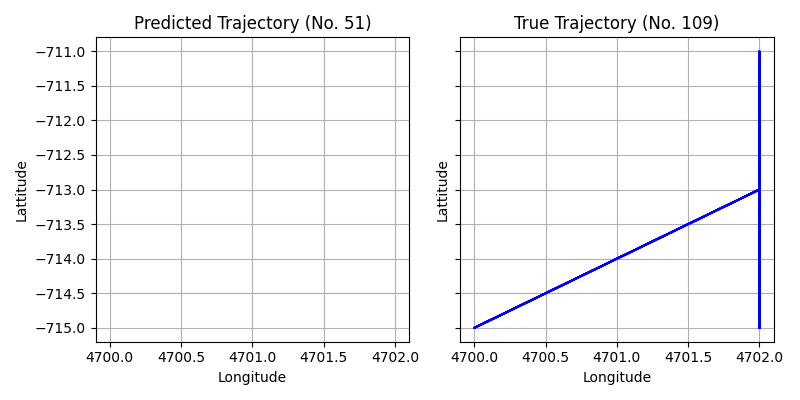 Predicted Trajectory (No. 51)
True Trajectory (No. 109)
−711.0
−711.5
−712.0
−712.5
−713.0
−713.5
−714.0
−714.5
−715.0
Lattitude
Lattitude
4700.0 4700.5 4701.0 4701.5 4702.0
4700.0 4700.5 4701.0 4701.5 4702.0
Longitude
Longitude